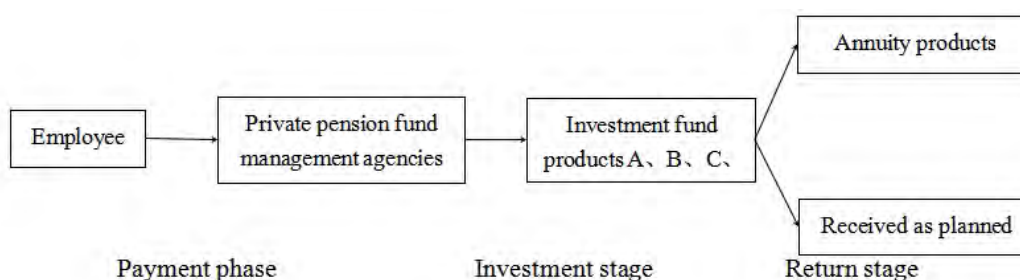 Employee
Private pension fund
management agencies
Investment fund
products A、B、C、
Annuity products
Received as planned
Payment phase
Investment stage
Return stage